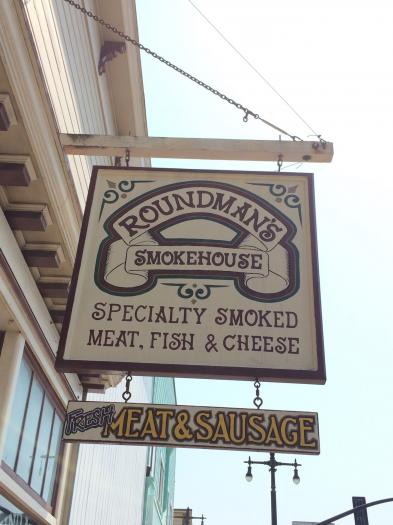 ROUNDMAN'S
SMOKEHOUSE
SPECIALTY SMOKED
MEAT, FISH & CHEESE
FRESH MEAT & SAUSAGE